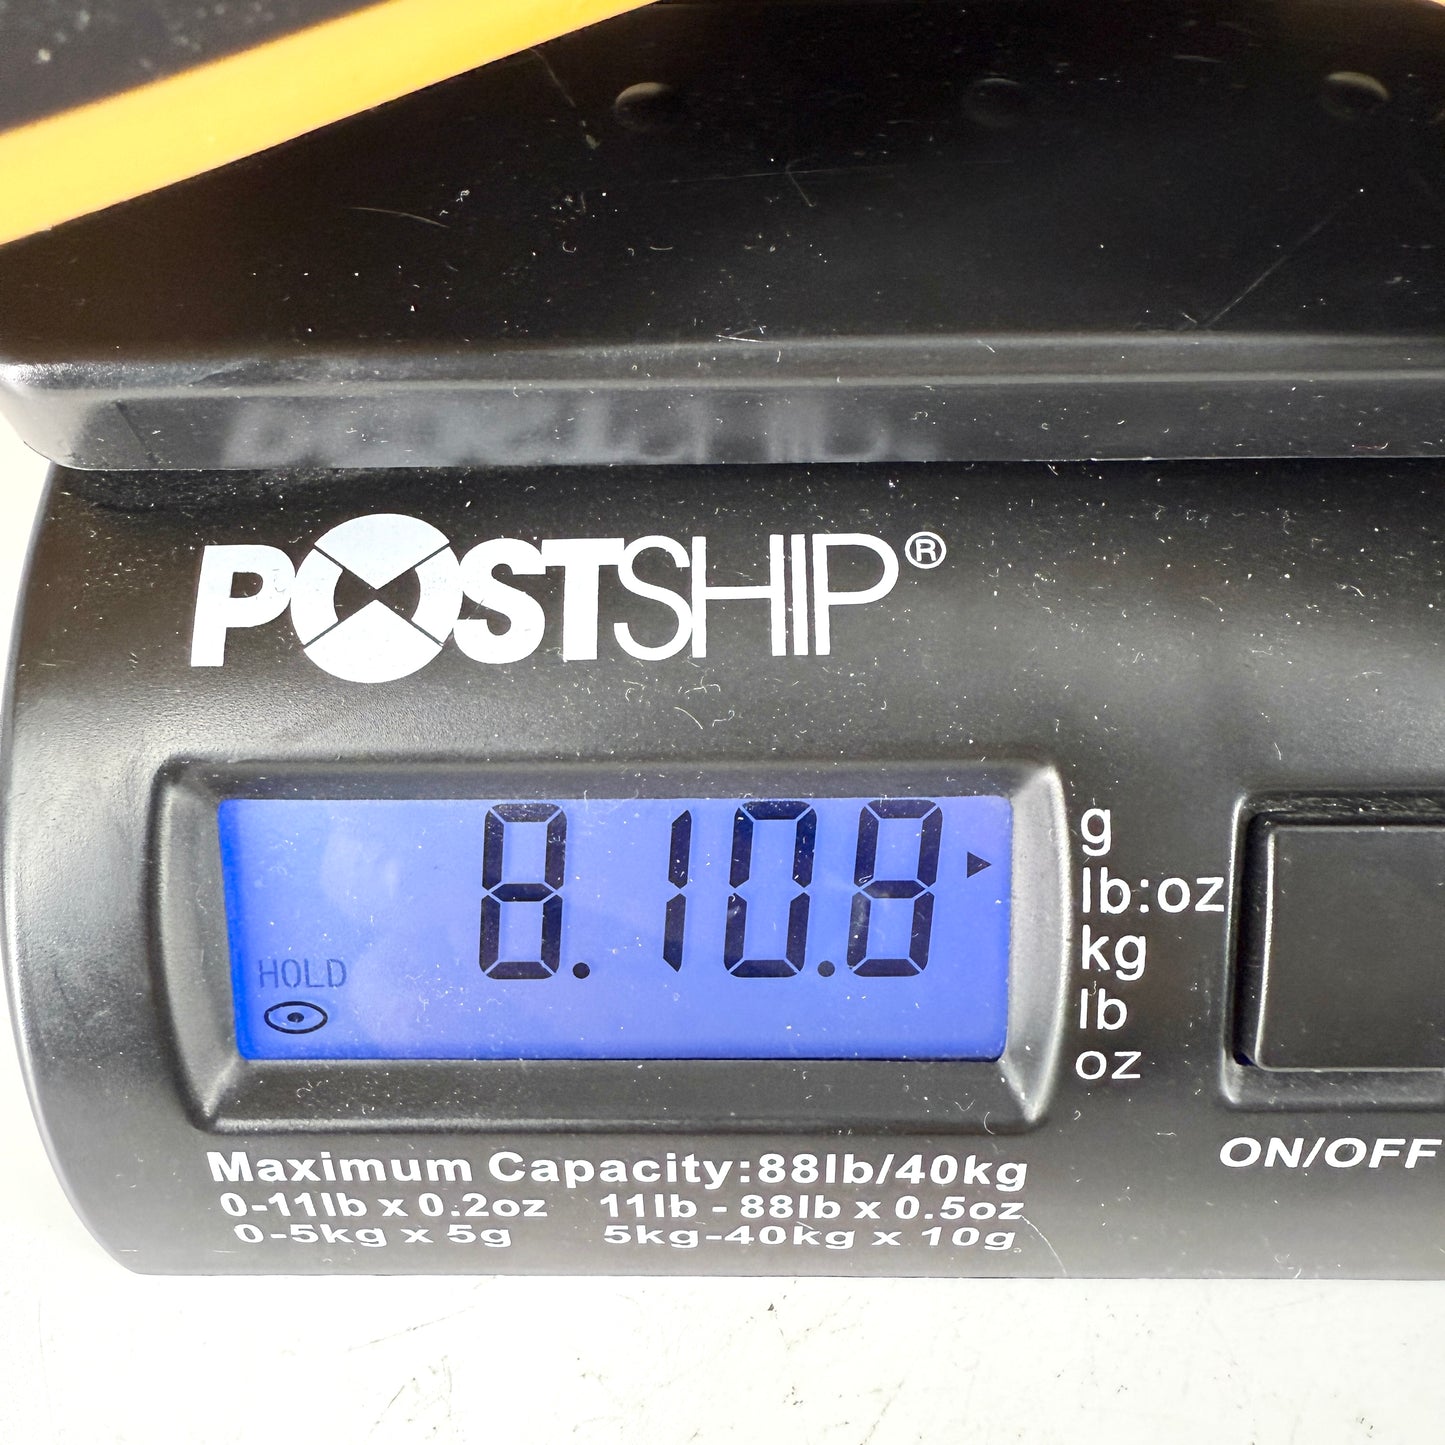 POSTSHIP®
8.10.8
g
lb:oz
HOLD
kg
lb
oz
ON/OFF
Maximum Capacity:88lb/40kg
0-11lb x 0.2oz 11lb - 88lb x 0.5oz
0-5kg x 5g 5kg-40kg x 10g